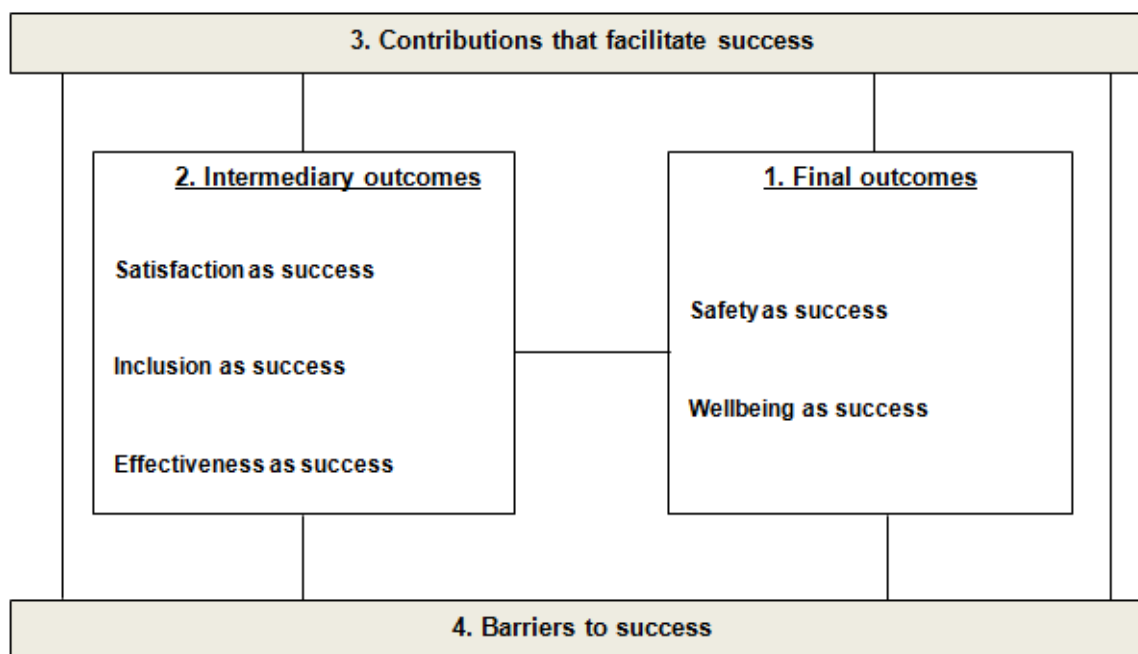 3. Contributions that facilitate success
2. Intermediary outcomes
Satisfaction as success
Inclusion as success
Effectiveness as success
1. Final outcomes
Safety as success
Wellbeing as success
4. Barriers to success